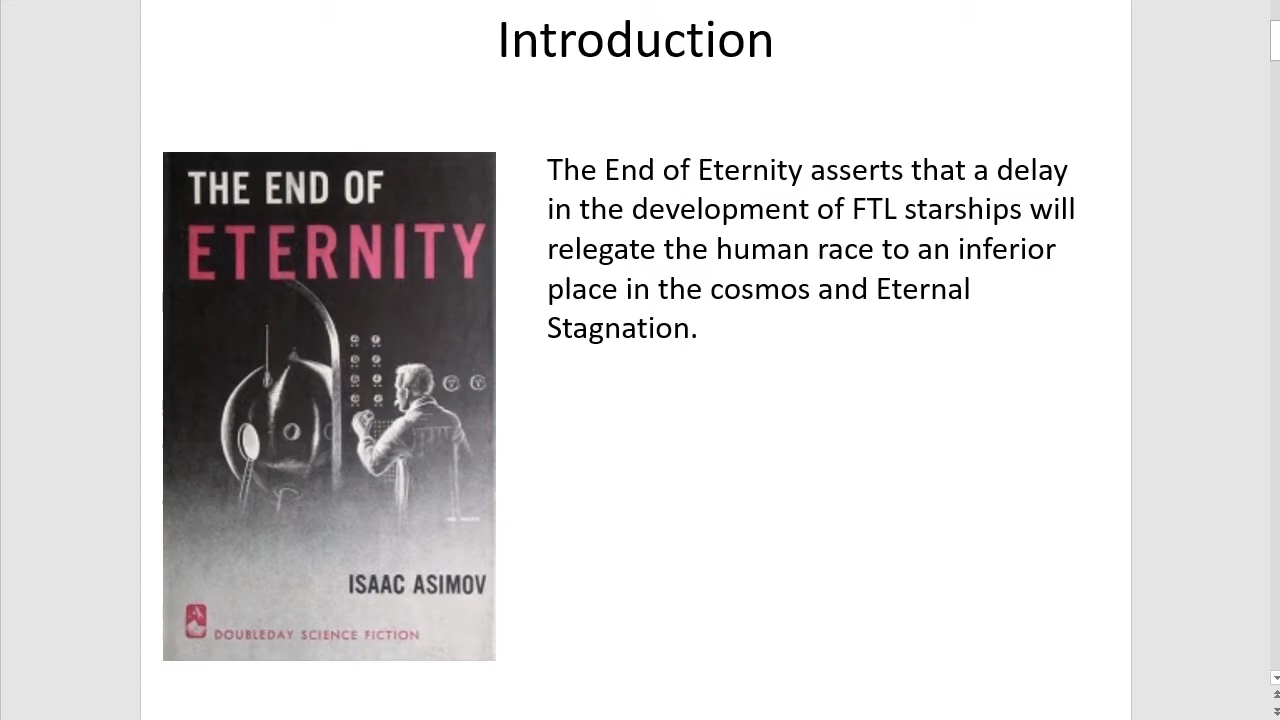 Introduction
THE END OF
ETERNITY
ISAAC ASIMOV
DOUBLEDAY SCIENCE FICTION
The End of Eternity asserts that a delay
in the development of FTL starships will
relegate the human race to an inferior
place in the cosmos and Eternal
Stagnation.